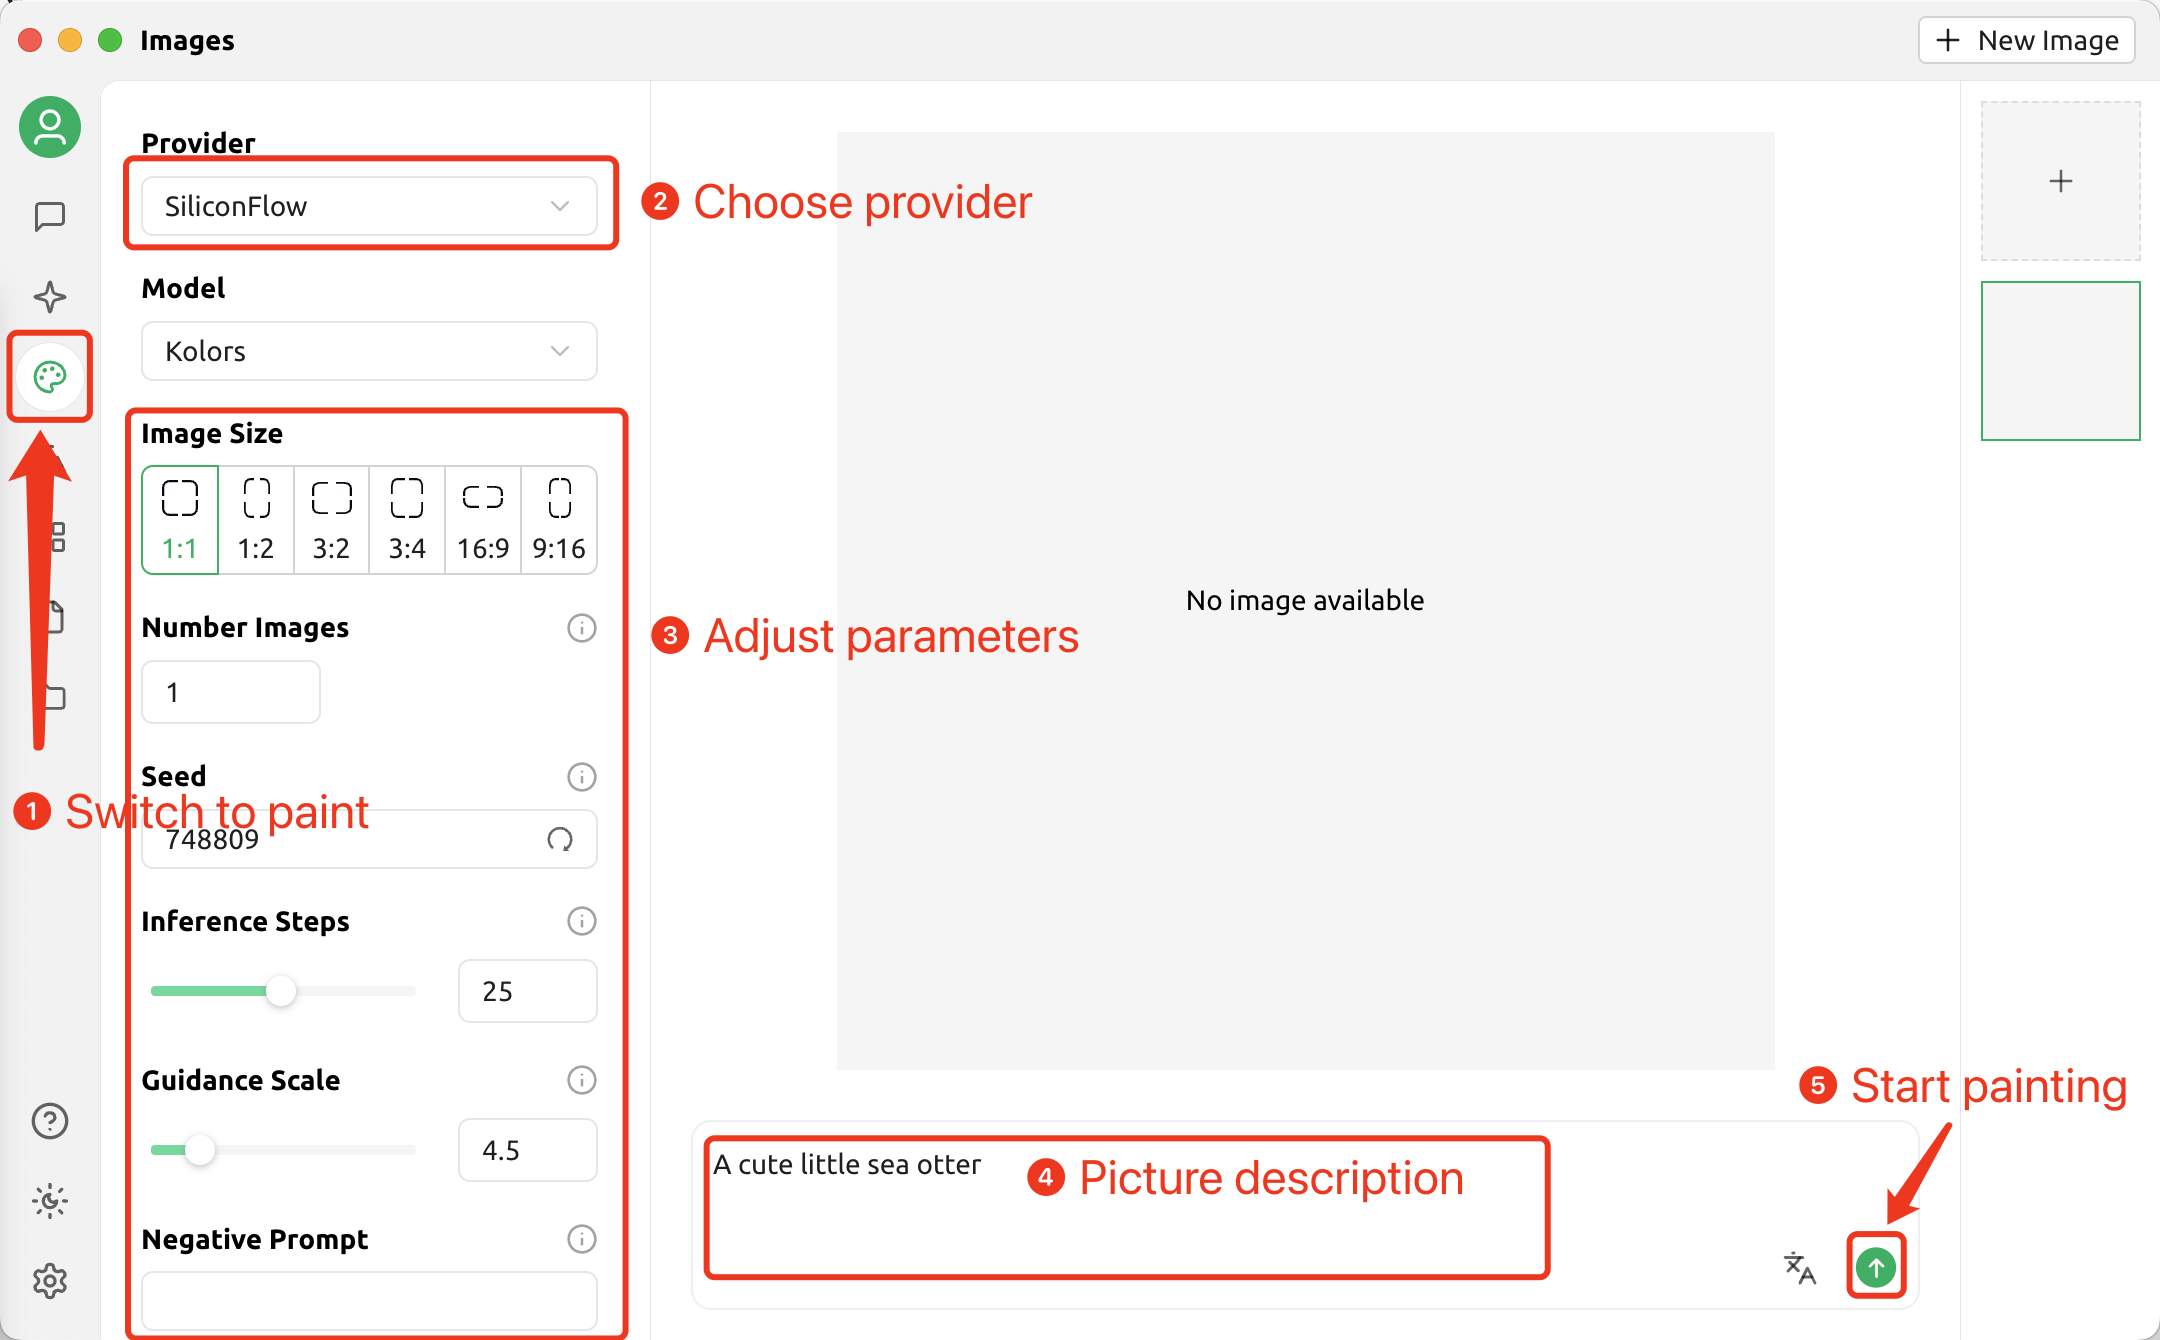 Images
+ New Image
Provider
SiliconFlow
2 Choose provider
Model
Kolors
Image Size
1:1
1:2
3:2
3:4
16:9
9:16
Number Images
1
3 Adjust parameters
No image available
Seed
1 Switch to paint
748809
Inference Steps
25
Guidance Scale
4.5
5 Start painting
A cute little sea otter
4 Picture description
Negative Prompt